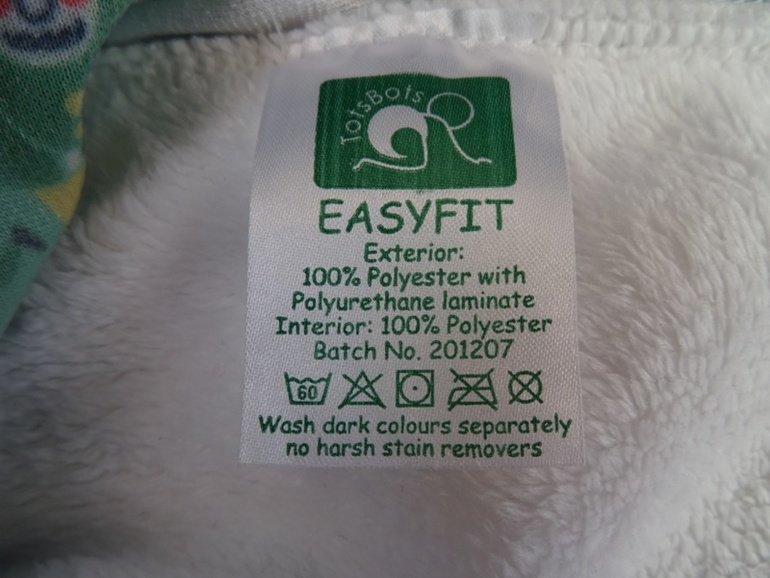 TotsBots
EASYFIT
Exterior:
100% Polyester with
Polyurethane laminate
Interior: 100% Polyester
Batch No. 201207
60
Wash dark colours separately
no harsh stain removers